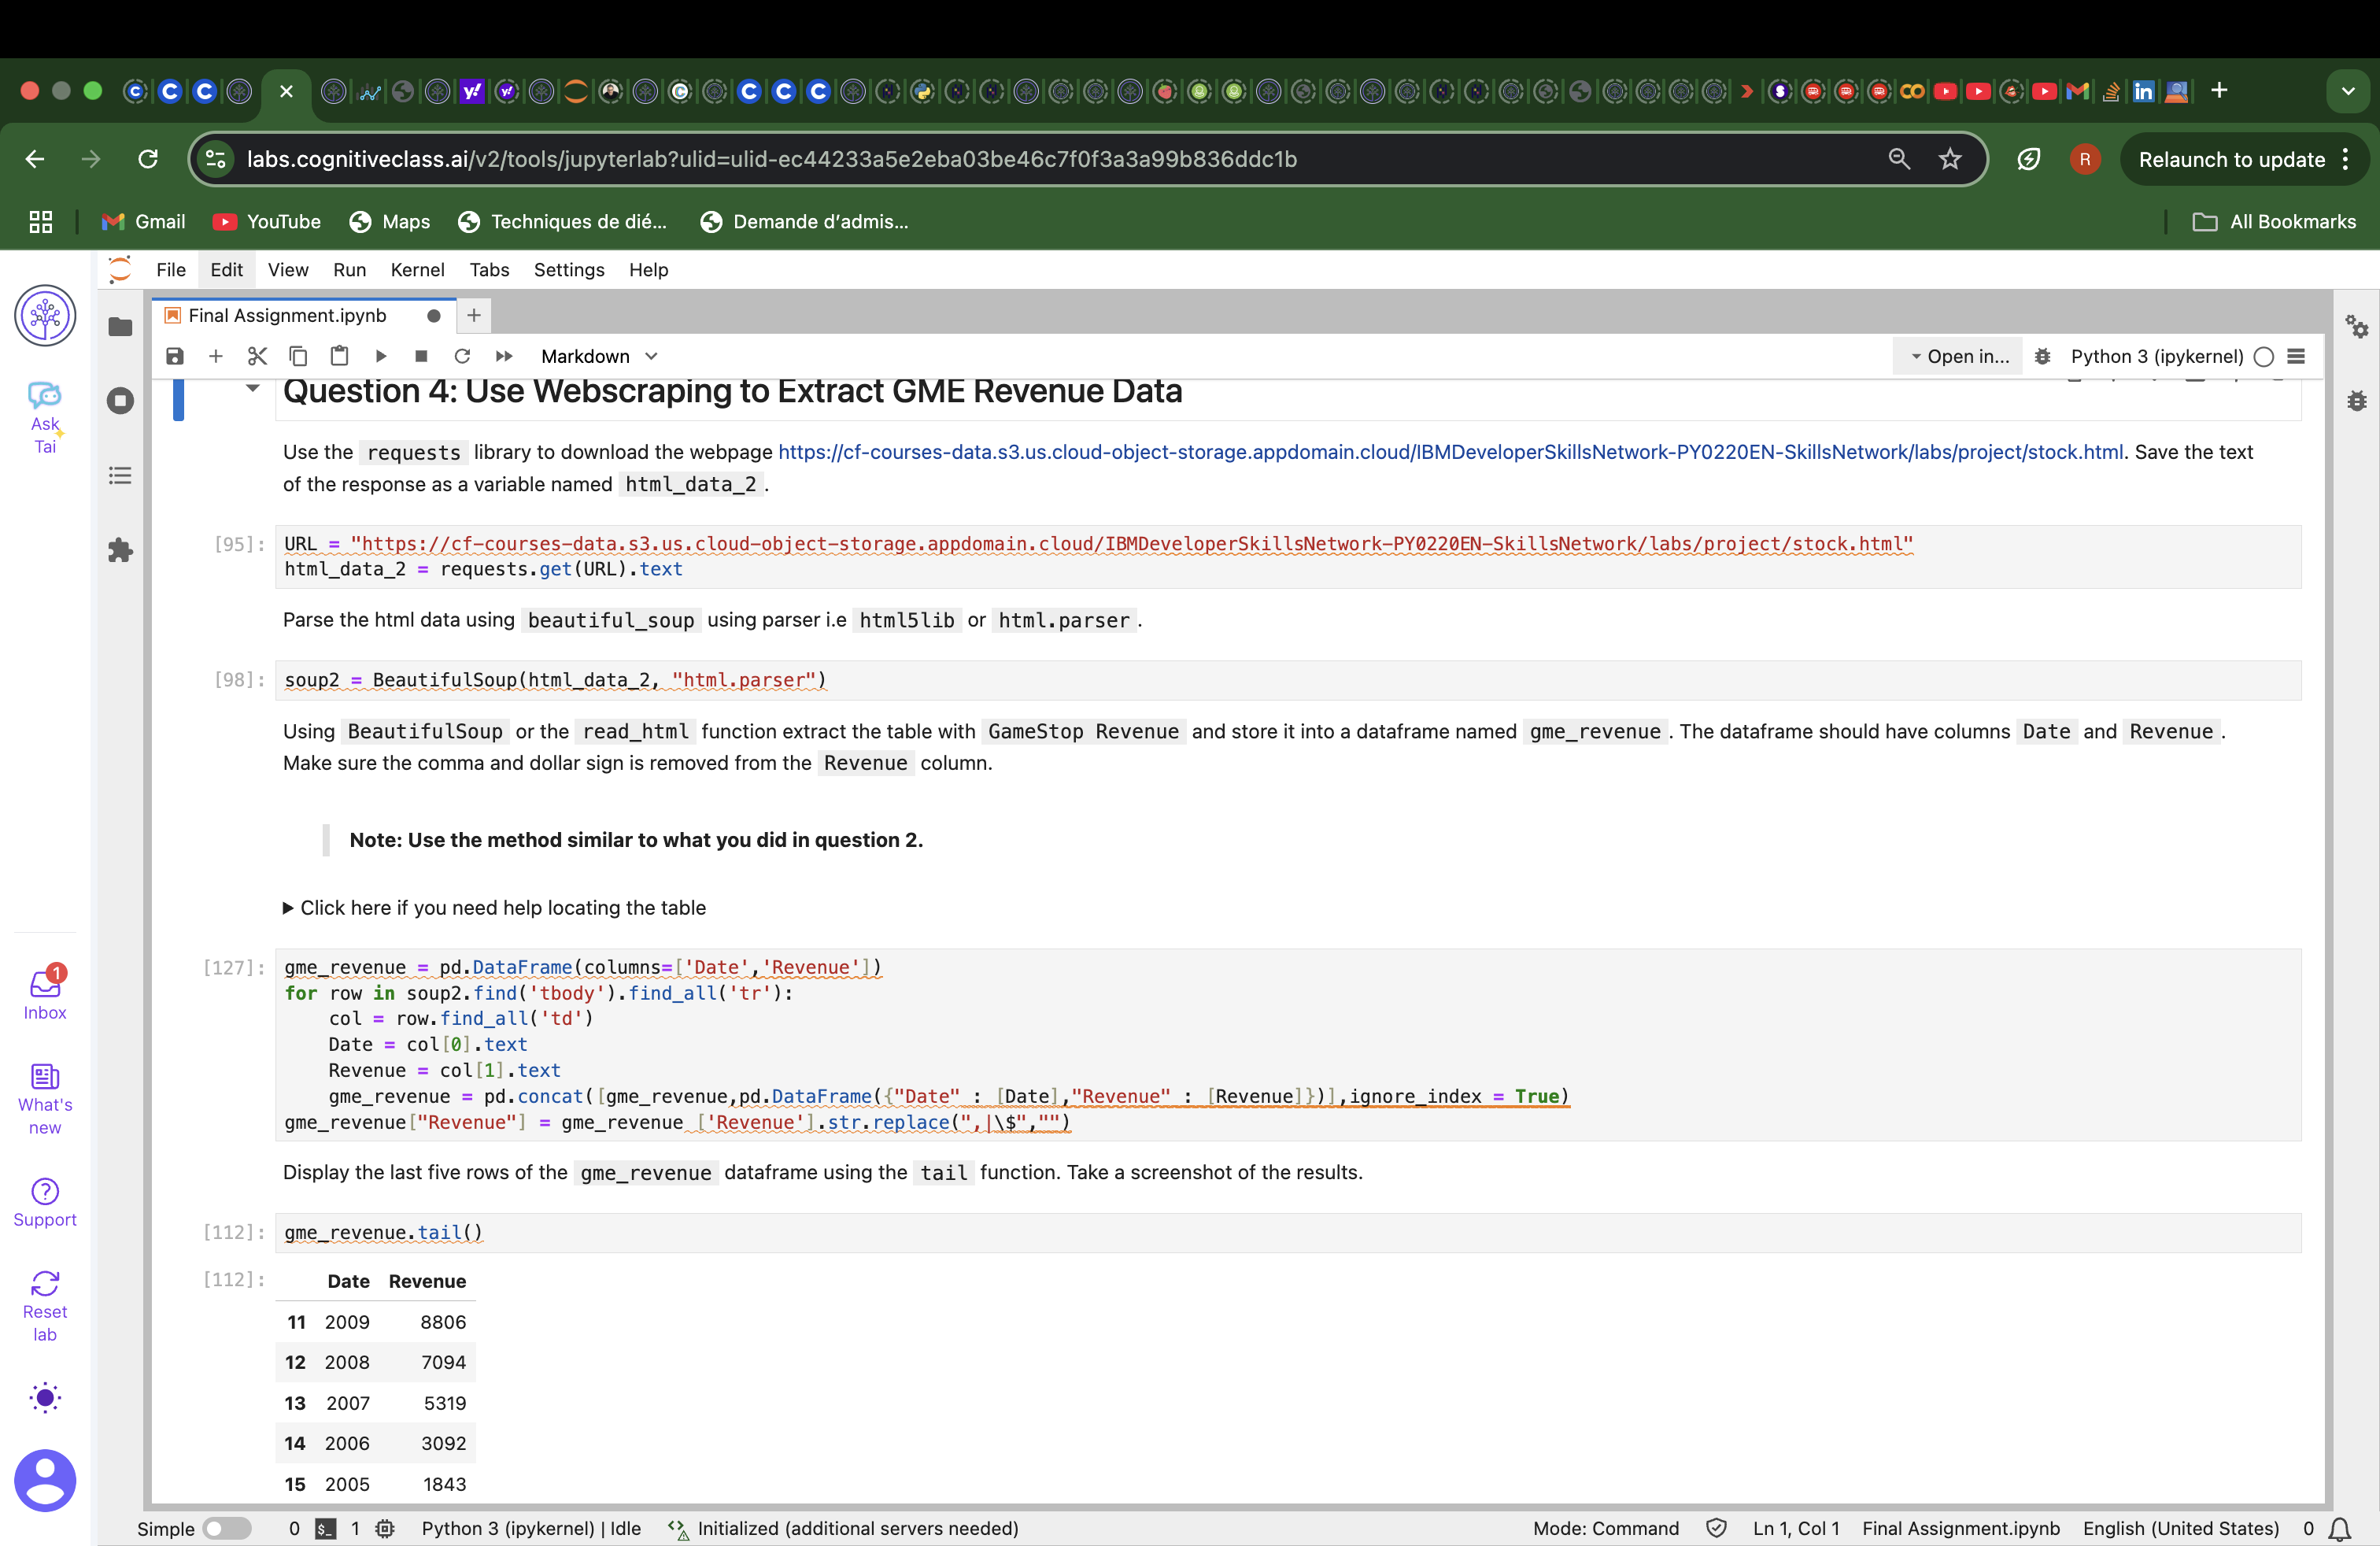 labs.cognitiveclass.ai/v2/tools/jupyterlab?ulid=ulid-ec44233a5e2eba03be46c7f0f3a3a99b836ddc1b
R
Relaunch to update
Gmail
YouTube
Maps
Techniques de dié...
Demande d'admis...
All Bookmarks
File Edit View Run Kernel Tabs Settings Help
Final Assignment.ipynb
Markdown
Open in...
Python 3 (ipykernel)
Ask
Tai
Question 4: Use Webscraping to Extract GME Revenue Data
Use the requests library to download the webpage https://cf-courses-data.s3.us.cloud-object-storage.appdomain.cloud/IBMDeveloperSkillsNetwork-PY0220EN-SkillsNetwork/labs/project/stock.html. Save the text
of the response as a variable named html_data_2 .
[95]: URL = "https://cf-courses-data.s3.us.cloud-object-storage.appdomain.cloud/IBMDeveloperSkillsNetwork-PY0220EN-SkillsNetwork/labs/project/stock.html"
html_data_2 = requests.get(URL).text
Parse the html data using beautiful_soup using parser i.e html5lib or html.parser .
[98]: soup2 = BeautifulSoup(html_data_2, "html.parser")
Using BeautifulSoup or the read_html function extract the table with GameStop Revenue and store it into a dataframe named gme_revenue . The dataframe should have columns Date and Revenue .
Make sure the comma and dollar sign is removed from the Revenue column.
Note: Use the method similar to what you did in question 2.
Click here if you need help locating the table
[127]: gme_revenue = pd.DataFrame(columns=['Date','Revenue'])
for row in soup2.find('tbody').find_all('tr'):
col = row.find_all('td')
Date = col[0].text
Revenue = col[1].text
gme_revenue = pd.concat([gme_revenue,pd.DataFrame({"Date" : [Date],"Revenue" : [Revenue]})],ignore_index = True)
gme_revenue["Revenue"] = gme_revenue ['Revenue'].str.replace(",|\$","")
Display the last five rows of the gme_revenue dataframe using the tail function. Take a screenshot of the results.
[112]: gme_revenue.tail()
[112]: Date Revenue
11 2009 8806
12 2008 7094
13 2007 5319
14 2006 3092
15 2005 1843
1
Inbox
What's
new
Support
Reset
lab
Simple 0 1 Python 3 (ipykernel) | Idle Initialized (additional servers needed) Mode: Command Ln 1, Col 1 Final Assignment.ipynb English (United States) 0